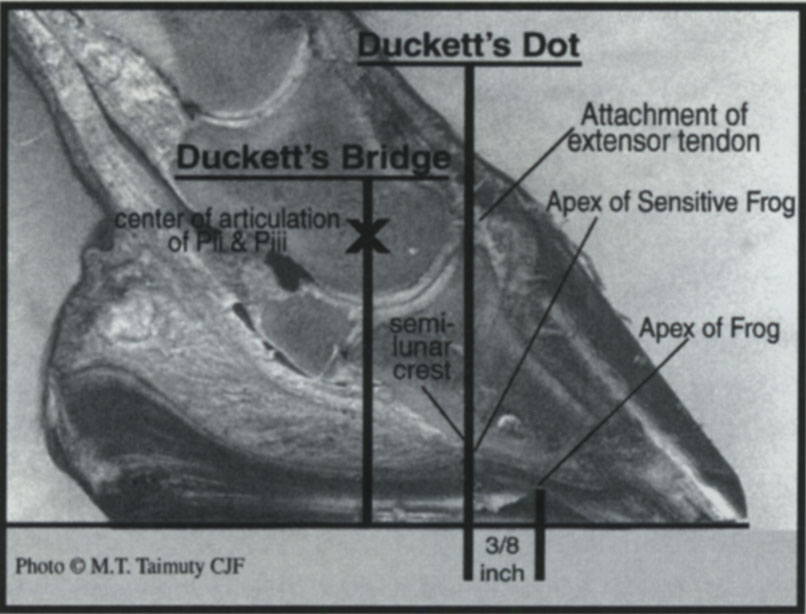 Duckett's Dot
Attachment of
extensor tendon
Duckett's Bridge
Apex of Sensitive Frog
center of articulation
of Pii & Piii
semi-
lunar
crest
Apex of Frog
3/8
inch
Photo © M.T. Taimuty CJF